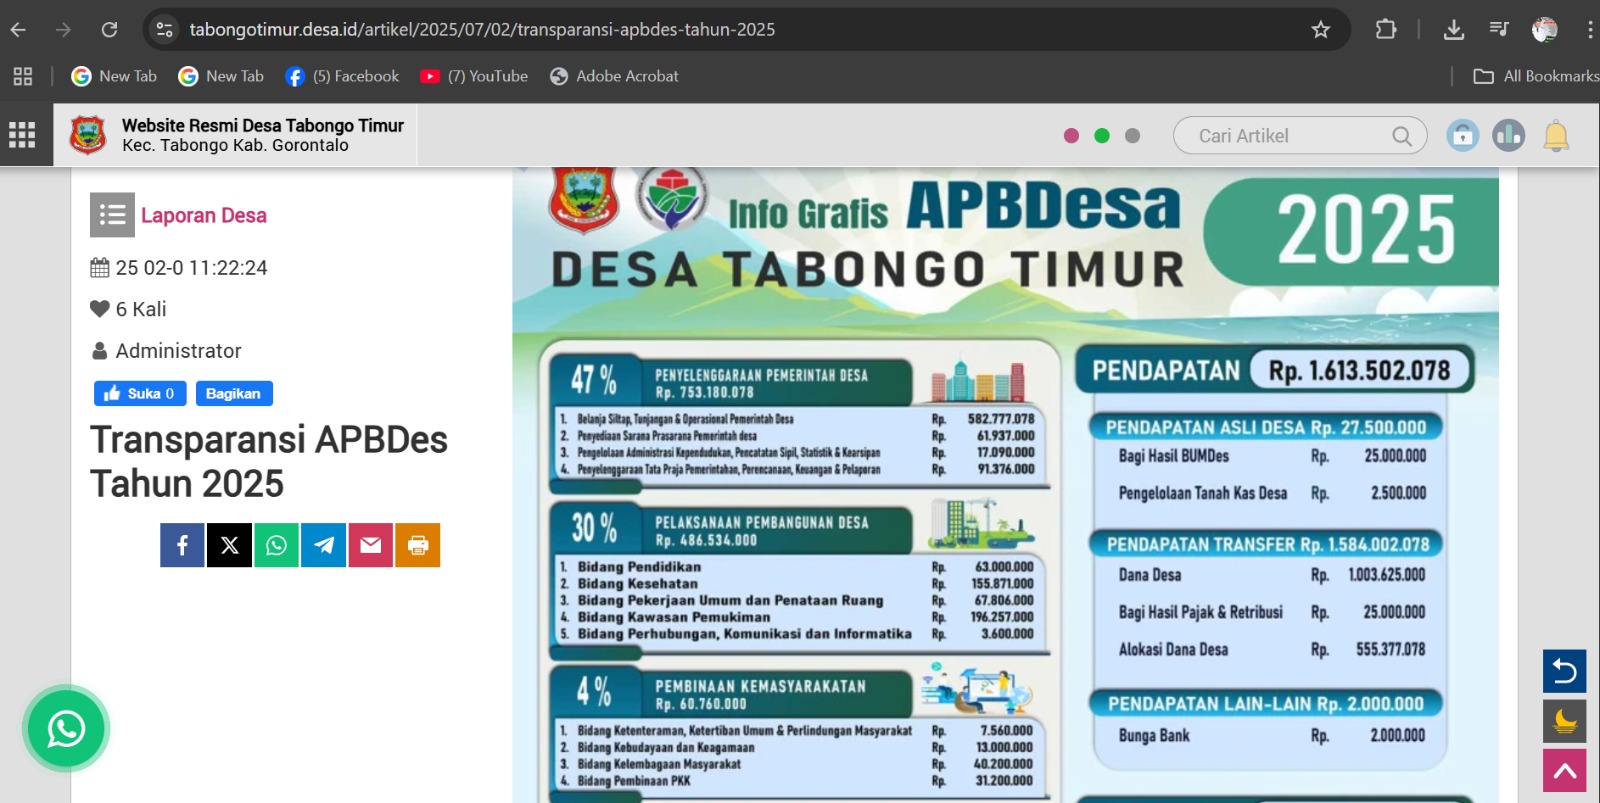 tabongotimur.desa.id/artikel/2025/07/02/transparansi-apbdes-tahun-2025
New Tab
New Tab
(5) Facebook
(7) YouTube
Adobe Acrobat
All Bookmarks
Website Resmi Desa Tabongo Timur
Kec. Tabongo Kab. Gorontalo
Cari Artikel
Laporan Desa
25 02-0 11:22:24
6 Kali
Administrator
Suka 0
Bagikan
Transparansi APBDes
Tahun 2025
Info Grafis APBDesa 2025
DESA TABONGO TIMUR
47 % PENYELENGGARAAN PEMERINTAH DESA
Rp. 753.180.078
1. Belanja Siltap, Tunjangan & Operasional Pemerintah Desa Rp. 582.777.078
2. Penyediaan Sarana Prasarana Pemerintah desa Rp. 61.937.000
3. Pengelolaan Administrasi Kependudukan, Pencatatan Sipil, Statistik & Kearsipan Rp. 17.090.000
4. Penyelenggaraan Tata Praja Pemerintahan, Perencanaan, Keuangan & Pelaporan Rp. 91.376.000
30 % PELAKSANAAN PEMBANGUNAN DESA
Rp. 486.534.000
1. Bidang Pendidikan Rp. 63.000.000
2. Bidang Kesehatan Rp. 155.871.000
3. Bidang Pekerjaan Umum dan Penataan Ruang Rp. 67.806.000
4. Bidang Kawasan Pemukiman Rp. 196.257.000
5. Bidang Perhubungan, Komunikasi dan Informatika Rp. 3.600.000
4 % PEMBINAAN KEMASYARAKATAN
Rp. 60.760.000
1. Bidang Ketenteraman, Ketertiban Umum & Perlindungan Masyarakat Rp. 7.560.000
2. Bidang Kebudayaan dan Keagamaan Rp. 13.000.000
3. Bidang Kelembagaan Masyarakat Rp. 40.200.000
4. Bidang Pembinaan PKK Rp. 31.200.000
PENDAPATAN Rp. 1.613.502.078
PENDAPATAN ASLI DESA Rp. 27.500.000
Bagi Hasil BUMDes Rp. 25.000.000
Pengelolaan Tanah Kas Desa Rp. 2.500.000
PENDAPATAN TRANSFER Rp. 1.584.002.078
Dana Desa Rp. 1.003.625.000
Bagi Hasil Pajak & Retribusi Rp. 25.000.000
Alokasi Dana Desa Rp. 555.377.078
PENDAPATAN LAIN-LAIN Rp. 2.000.000
Bunga Bank Rp. 2.000.000